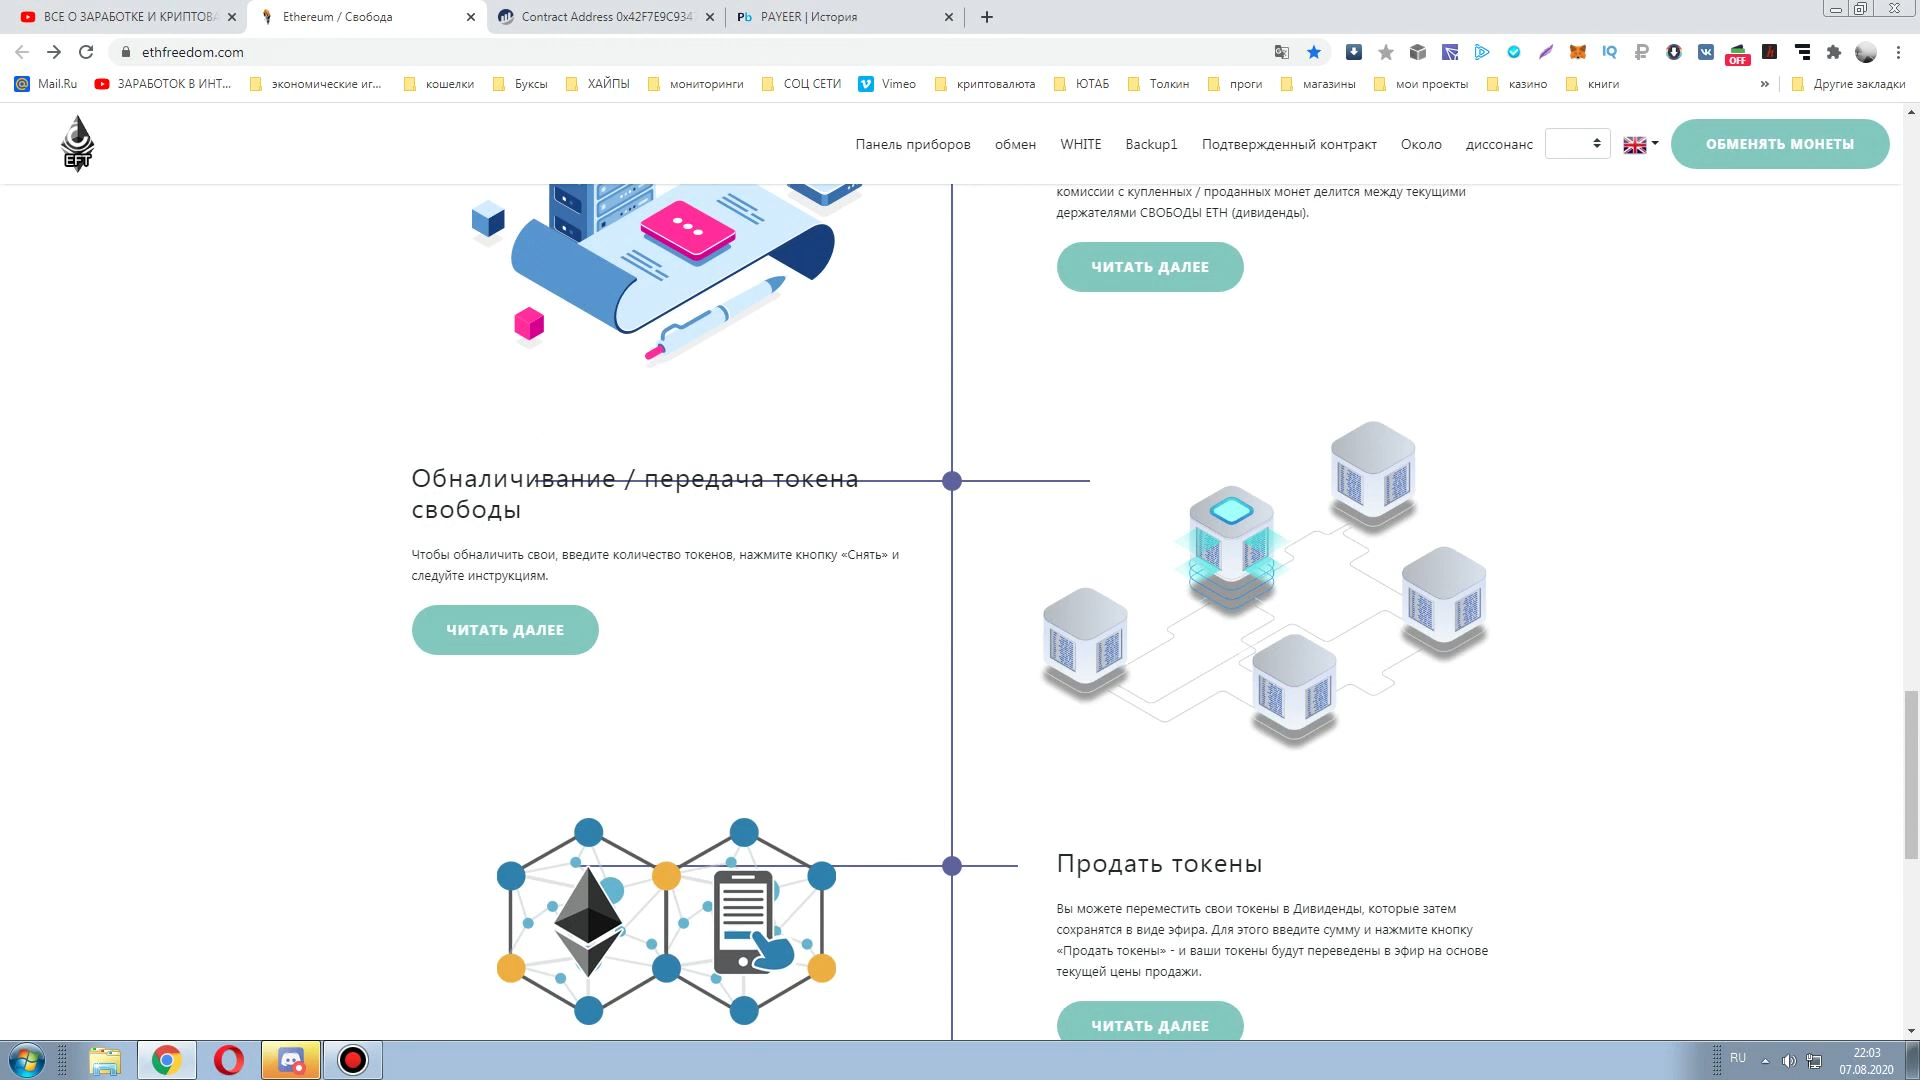 ВСЕ О ЗАРАБОТКЕ И КРИПТОВА
Ethereum / Свобода
Contract Address 0x42F7E9C9347
Pb PAYEER | История
ethfreedom.com
OFF
Mail.Ru
ЗАРАБОТОК В ИНТ...
экономические иг...
кошелки
Буксы
ХАЙПЫ
мониторинги
СОЦ СЕТИ
Vimeo
криптовалюта
ЮТАБ
Толкин
проги
магазины
мои проекты
казино
книги
»
Другие закладки
EFT
Панель приборов
обмен
WHITE
Backup1
Подтвержденный контракт
Около
диссонанс
ОБМЕНЯТЬ МОНЕТЫ
комиссии с купленных / проданных монет делится между текущими
держателями СВОБОДЫ ETH (дивиденды).
ЧИТАТЬ ДАЛЕЕ
Обналичивание / передача токена
свободы
Чтобы обналичить свои, введите количество токенов, нажмите кнопку «Снять» и
следуйте инструкциям.
ЧИТАТЬ ДАЛЕЕ
Продать токены
Вы можете переместить свои токены в Дивиденды, которые затем
сохранятся в виде эфира. Для этого введите сумму и нажмите кнопку
«Продать токены» - и ваши токены будут переведены в эфир на основе
текущей цены продажи.
ЧИТАТЬ ДАЛЕЕ
RU
22:03
07.08.2020